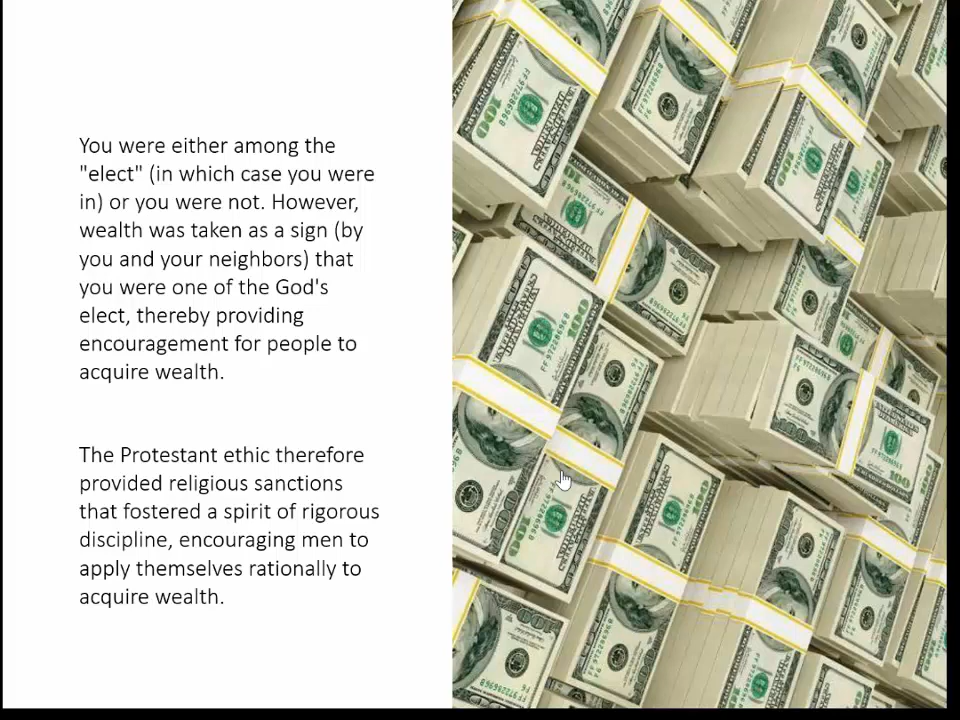 You were either among the
"elect" (in which case you were
in) or you were not. However,
wealth was taken as a sign (by
you and your neighbors) that
you were one of the God's
elect, thereby providing
encouragement for people to
acquire wealth.
The Protestant ethic therefore
provided religious sanctions
that fostered a spirit of rigorous
discipline, encouraging men to
apply themselves rationally to
acquire wealth.